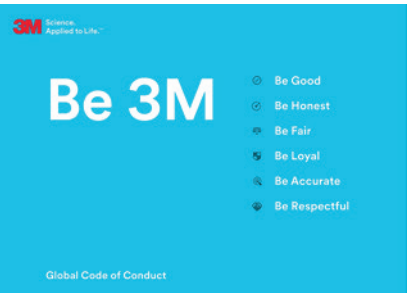 3M Science.
Applied to Life.™
Be 3M
Be Good
Be Honest
Be Fair
Be Loyal
Be Accurate
Be Respectful
Global Code of Conduct